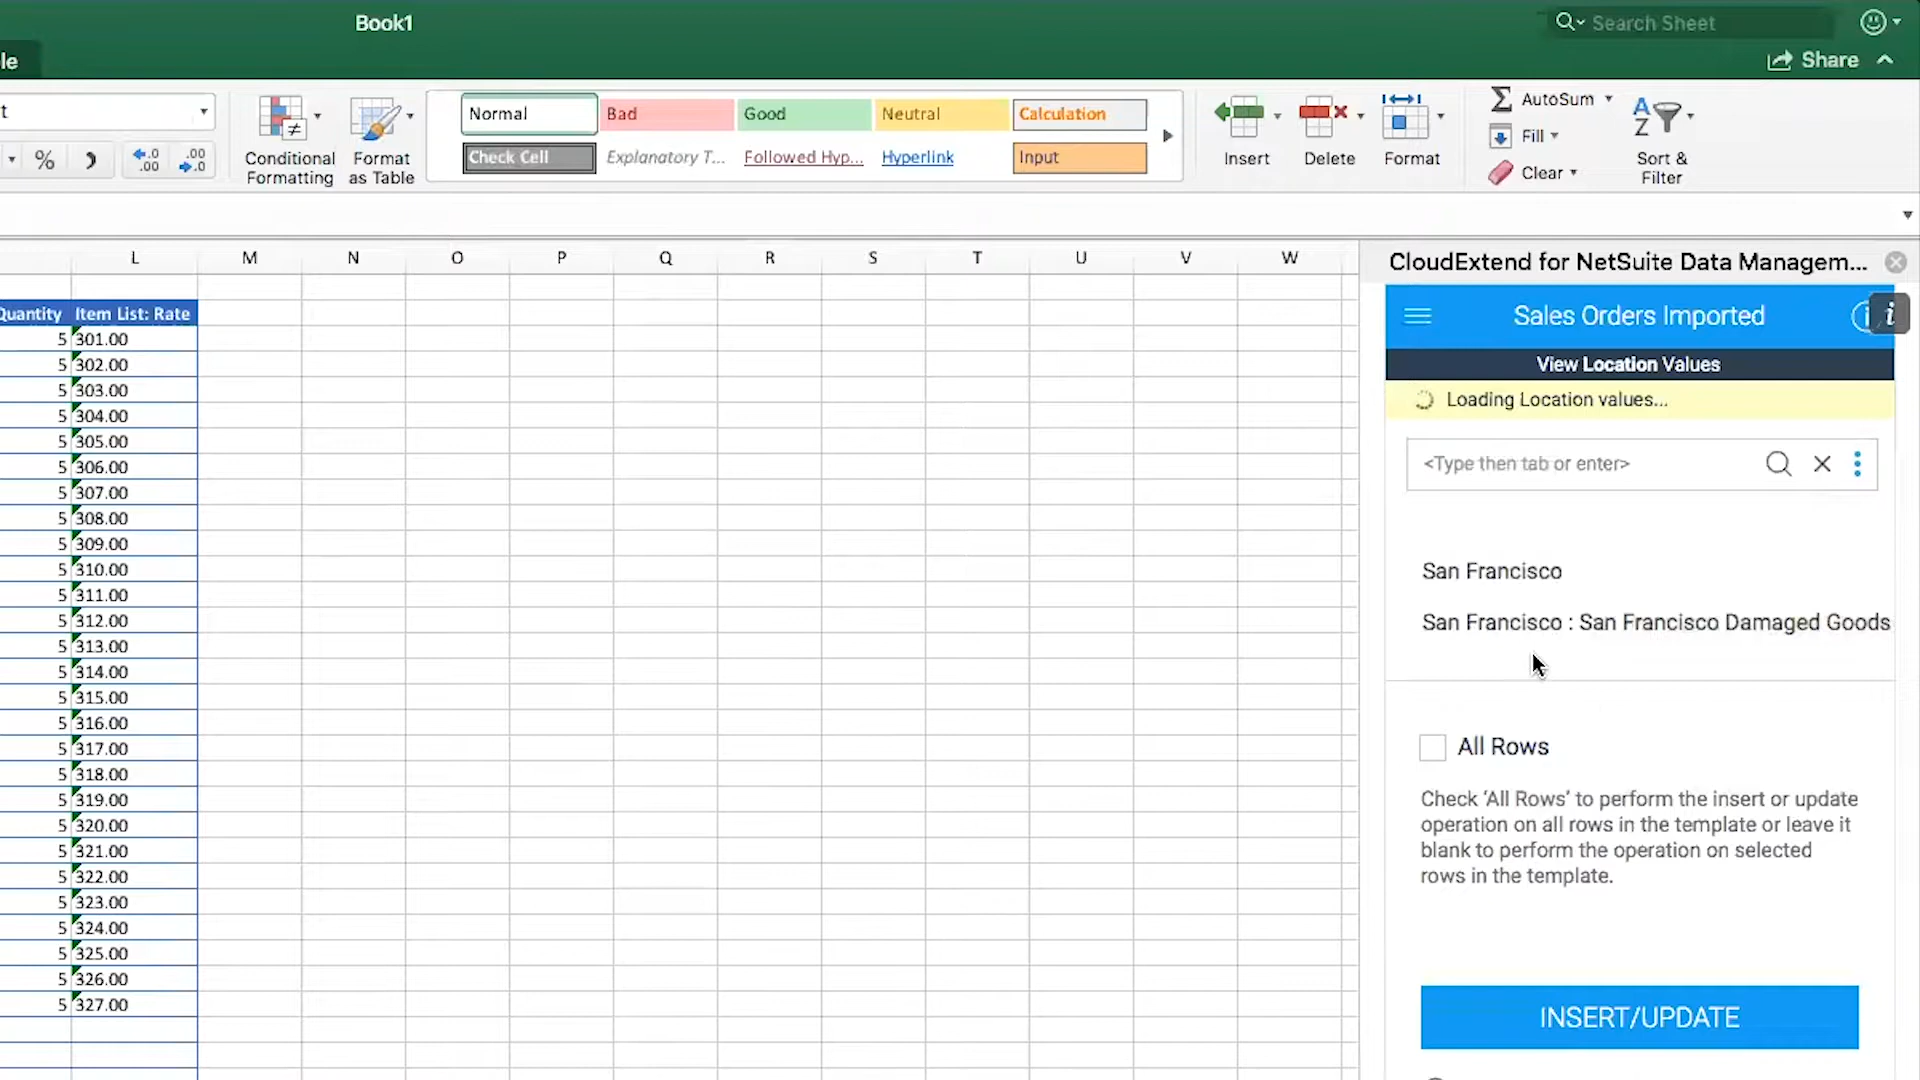 Book1
Search Sheet
le
Share
t
Normal
Bad
Good
Neutral
Calculation
Check Cell
Explanatory T...
Followed Hyp...
Hyperlink
Input
%
.0
.00
.00
.0
Conditional
Formatting
Format
as Table
Insert
Delete
Format
AutoSum
Fill
Clear
A
Z
Sort &
Filter
L M N O P Q R S T U V W
Quantity Item List: Rate
5 301.00
5 302.00
5 303.00
5 304.00
5 305.00
5 306.00
5 307.00
5 308.00
5 309.00
5 310.00
5 311.00
5 312.00
5 313.00
5 314.00
5 315.00
5 316.00
5 317.00
5 318.00
5 319.00
5 320.00
5 321.00
5 322.00
5 323.00
5 324.00
5 325.00
5 326.00
5 327.00
CloudExtend for NetSuite Data Managem...
Sales Orders Imported
i
View Location Values
Loading Location values...
<Type then tab or enter>
San Francisco
San Francisco : San Francisco Damaged Goods
All Rows
Check ‘All Rows’ to perform the insert or update
operation on all rows in the template or leave it
blank to perform the operation on selected
rows in the template.
INSERT/UPDATE